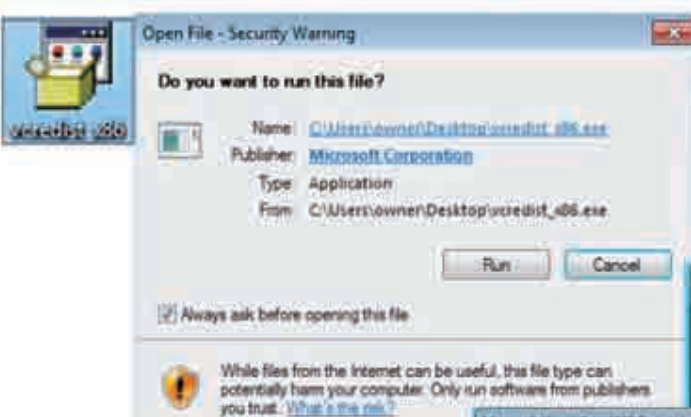 vcredist_x86
Open File - Security Warning
Do you want to run this file?
Name: C:\Users\owner\Desktop\vcredist_x86.exe
Publisher: Microsoft Corporation
Type: Application
From: C:\Users\owner\Desktop\vcredist_x86.exe
Run
Cancel
Always ask before opening this file
While files from the Internet can be useful, this file type can
potentially harm your computer. Only run software from publishers
you trust. What's the risk?